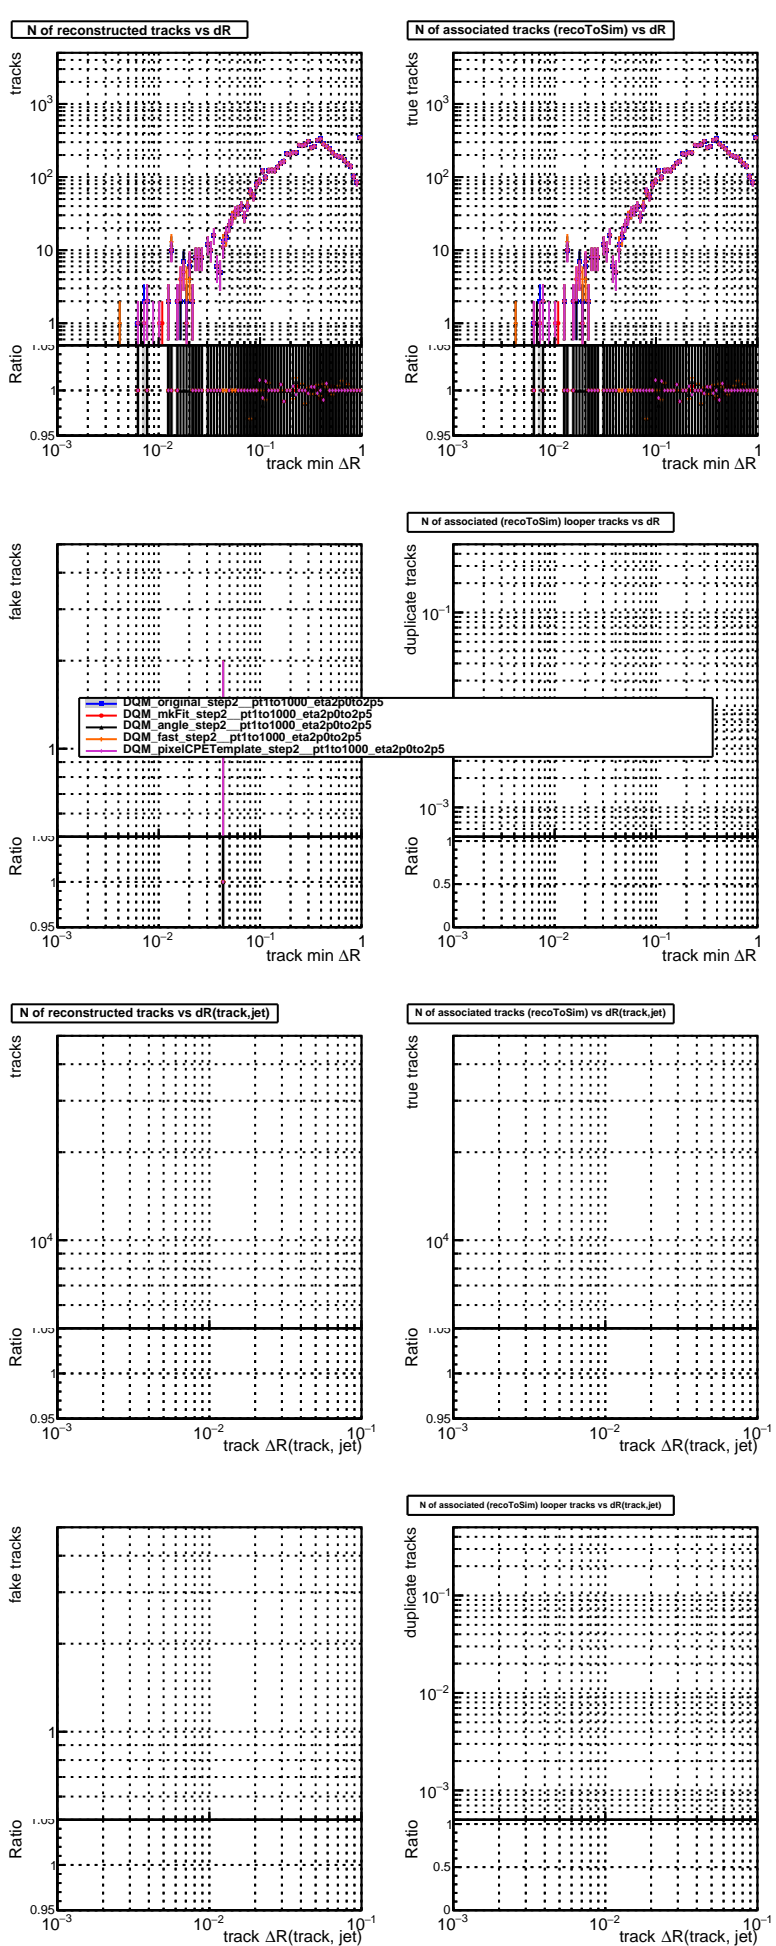 N of reconstructed tracks vs dR
N of associated tracks (recoToSim) vs dR
tracks
10³
10²
10
1
Ratio
1.05
1
0.95
10⁻³
10⁻²
10⁻¹
1
track min ΔR
true tracks
10³
10²
10
1
Ratio
1.05
1
0.95
10⁻³
10⁻²
10⁻¹
1
track min ΔR
N of associated (recoToSim) looper tracks vs dR
fake tracks
1
Ratio
1.05
1
0.95
10⁻³
10⁻²
10⁻¹
1
track min ΔR
duplicate tracks
10⁻¹
10⁻³
Ratio
1
0.5
0
10⁻³
10⁻²
10⁻¹
1
track min ΔR
DQM_original_step2__pt1to1000_eta2p0to2p5
DQM_mkFit_step2__pt1to1000_eta2p0to2p5
DQM_angle_step2__pt1to1000_eta2p0to2p5
DQM_fast_step2__pt1to1000_eta2p0to2p5
DQM_pixelCPETemplate_step2__pt1to1000_eta2p0to2p5
N of reconstructed tracks vs dR(track,jet)
N of associated tracks (recoToSim) vs dR(track,jet)
tracks
10⁴
Ratio
1.05
1
0.95
10⁻³
10⁻²
10⁻¹
track ΔR(track, jet)
true tracks
10⁴
Ratio
1.05
1
0.95
10⁻³
10⁻²
10⁻¹
track ΔR(track, jet)
N of associated (recoToSim) looper tracks vs dR(track,jet)
fake tracks
1
Ratio
1.05
1
0.95
10⁻³
10⁻²
10⁻¹
track ΔR(track, jet)
duplicate tracks
10⁻¹
10⁻²
10⁻³
Ratio
1
0.5
0
10⁻³
10⁻²
10⁻¹
track ΔR(track, jet)